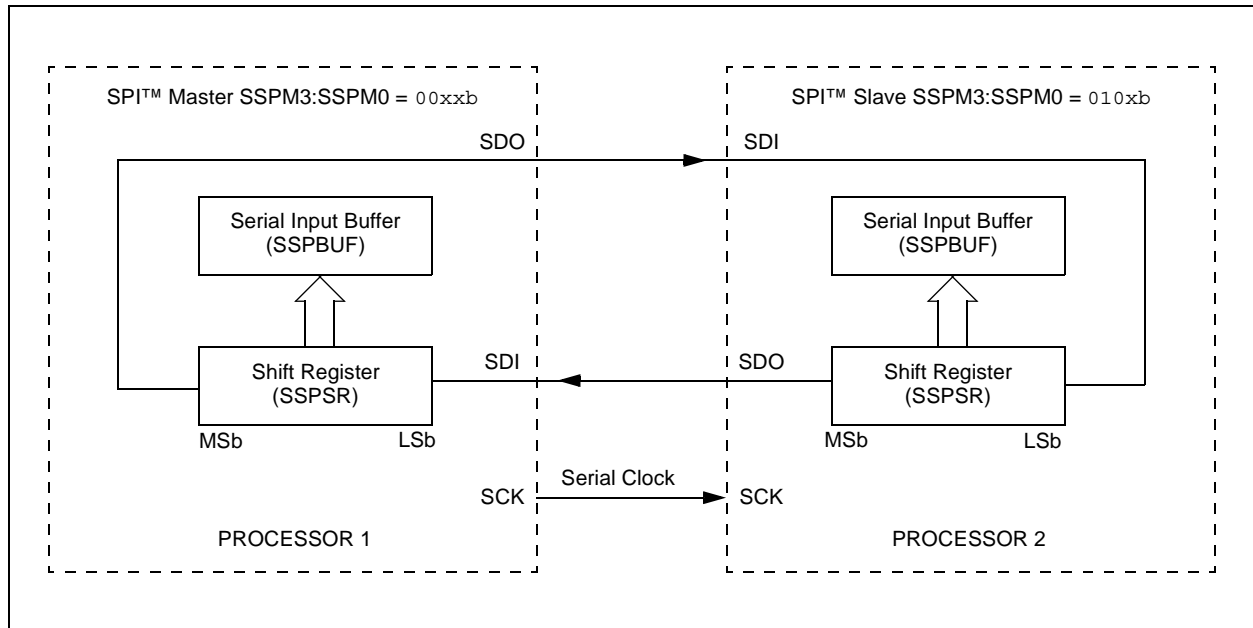 SPI™ Master SSPM3:SSPM0 = 00xxb
SPI™ Slave SSPM3:SSPM0 = 010xb
SDO
SDI
Serial Input Buffer
(SSPBUF)
Serial Input Buffer
(SSPBUF)
SDI
SDO
Shift Register
(SSPSR)
Shift Register
(SSPSR)
MSb
LSb
MSb
LSb
Serial Clock
SCK
SCK
PROCESSOR 1
PROCESSOR 2